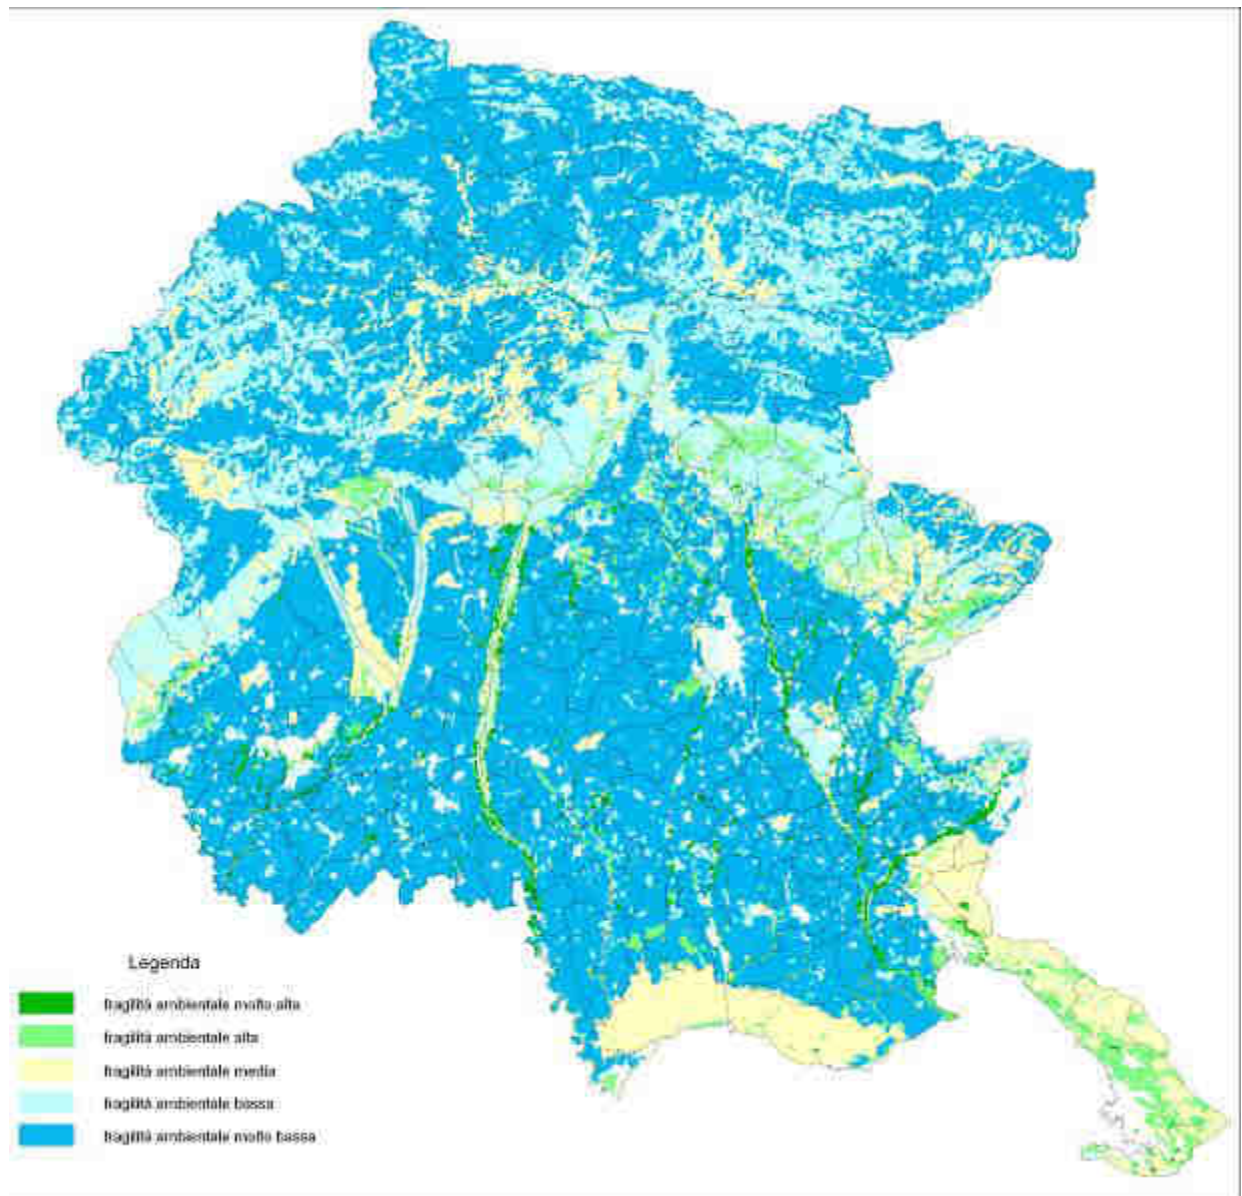 Legenda
fragilità ambientale molto alta
fragilità ambientale alta
fragilità ambientale media
fragilità ambientale bassa
fragilità ambientale molto bassa